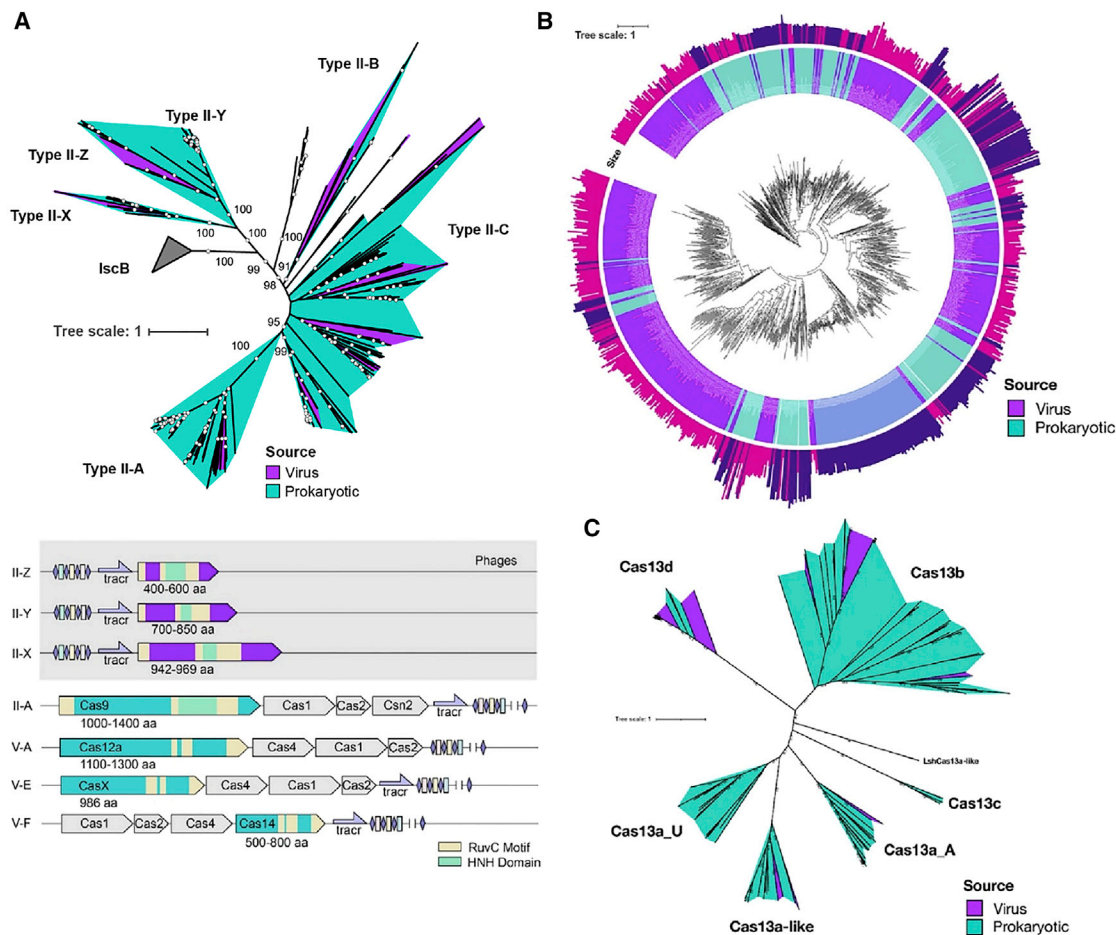 A
Type II-B
Type II-Y
Type II-Z
Type II-X
Type II-C
IscB
100
100
100
100
100
99
91
98
Tree scale: 1
95
99
100
Type II-A
Source
Virus
Prokaryotic
B
Tree scale: 1
Size
Source
Virus
Prokaryotic
Phages
II-Z
tracr
400-600 aa
II-Y
tracr
700-850 aa
II-X
tracr
942-969 aa
II-A
Cas9
Cas1
Cas2
Csn2
tracr
1000-1400 aa
V-A
Cas12a
Cas4
Cas1
Cas2
1100-1300 aa
V-E
CasX
Cas4
Cas1
Cas2
tracr
986 aa
V-F
Cas1
Cas2
Cas4
Cas14
tracr
500-800 aa
RuvC Motif
HNH Domain
C
Cas13d
Cas13b
Tree scale: 1
LshCas13a-like
Cas13c
Cas13a_U
Cas13a_A
Cas13a-like
Source
Virus
Prokaryotic